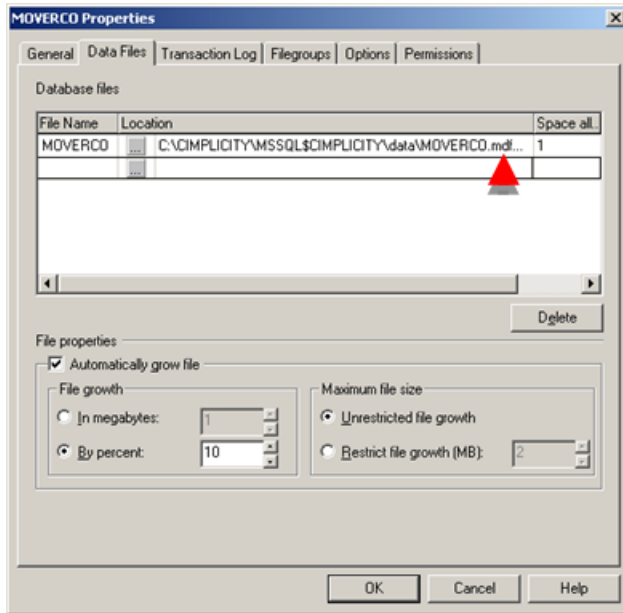 MOVERCO Properties
General Data Files Transaction Log Filegroups Options Permissions
Database files
File Name Location Space all..
MOVERCO ... C:\CIMPLICITY\MSSQL$CIMPLICITY\data\MOVERCO.mdf... 1
...
Delete
File properties
Automatically grow file
File growth Maximum file size
In megabytes: 1 Unrestricted file growth
By percent: 10 Restrict file growth (MB): 2
OK Cancel Help